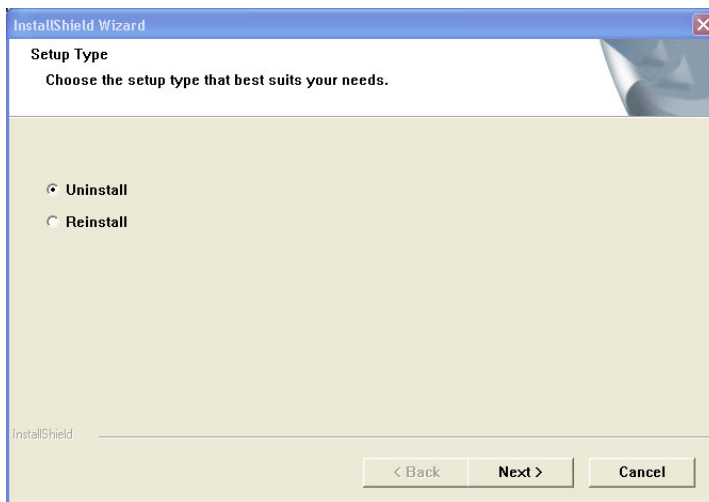 InstallShield Wizard
Setup Type
Choose the setup type that best suits your needs.
Uninstall
Reinstall
InstallShield
< Back Next > Cancel